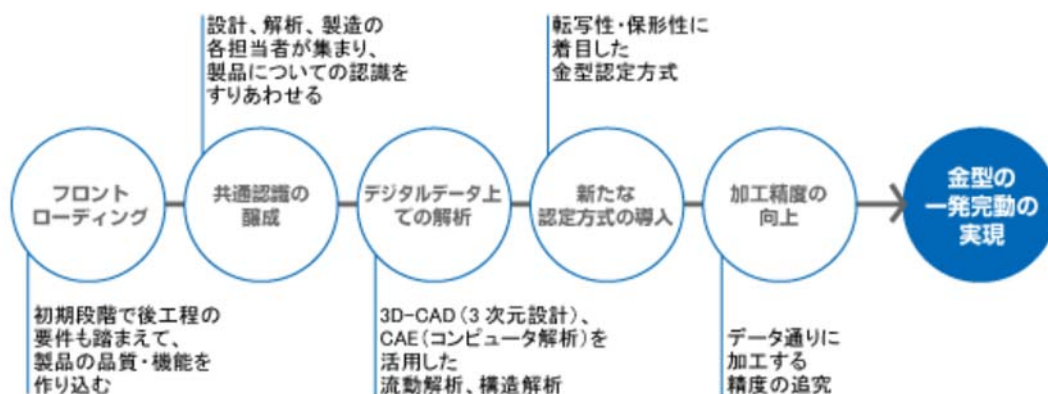 設計、解析、製造の
各担当者が集まり、
製品についての認識を
すりあわせる
転写性・保形性に
着目した
金型認定方式
フロント
ローディング
共通認識の
醸成
デジタルデータ上
での解析
新たな
認定方式の導入
加工精度の
向上
金型の
一発完動の
実現
初期段階で後工程の
要件も踏まえて、
製品の品質・機能を
作り込む
3D-CAD(3次元設計)、
CAE(コンピュータ解析)を
活用した
流動解析、構造解析
データ通りに
加工する
精度の追究